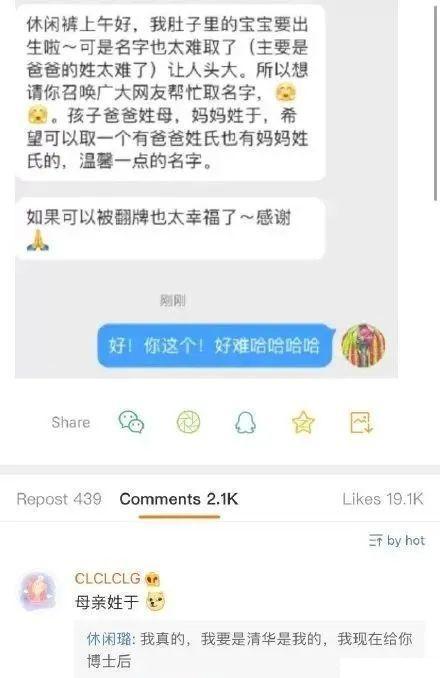 休闲裤上午好，我肚子里的宝宝要出
生啦～可是名字也太难取了（主要是
爸爸的姓太难了）让人头大。所以想
请你召唤广大网友帮忙取名字，
。孩子爸爸姓母，妈妈姓于，希
望可以取一个有爸爸姓氏也有妈妈姓
氏的，温馨一点的名字。
如果可以被翻牌也太幸福了～感谢
刚刚
好！你这个！好难哈哈哈哈
Share
Repost 439 Comments 2.1K Likes 19.1K
by hot
CLCLCLG
母亲姓于
休闲璐: 我真的，我要是清华是我的，我现在给你
博士后